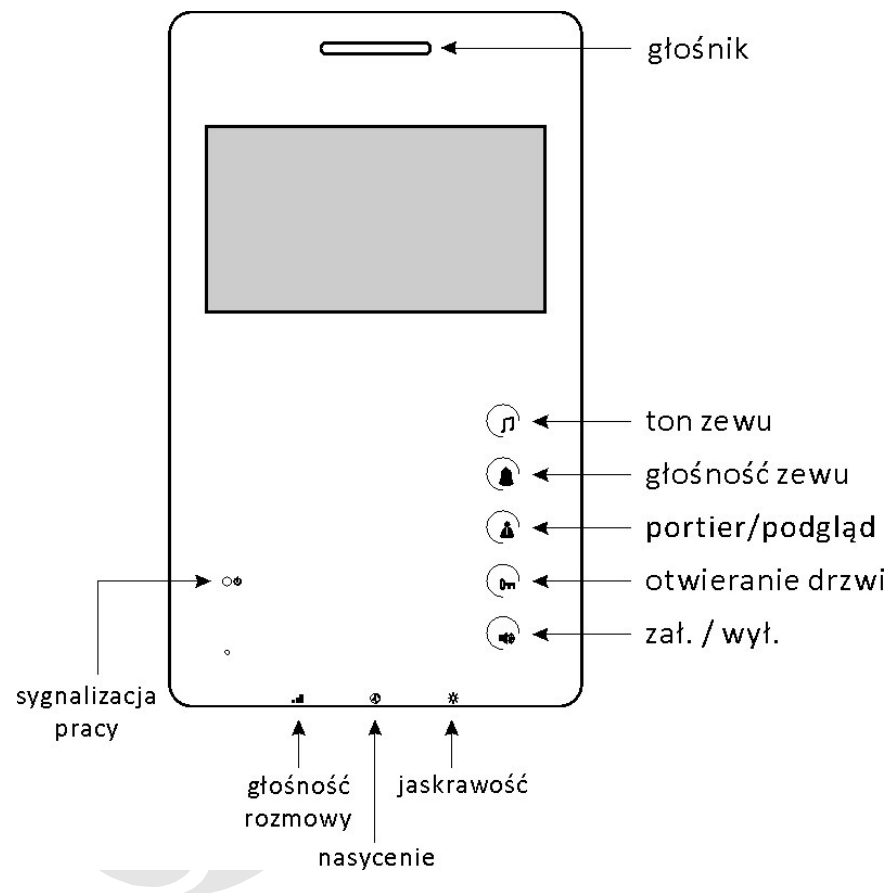 głośnik
ton zewu
głośność zewu
portier/podgląd
otwieranie drzwi
zał. / wył.
sygnalizacja
pracy
głośność
rozmowy
jaskrawość
nasycenie